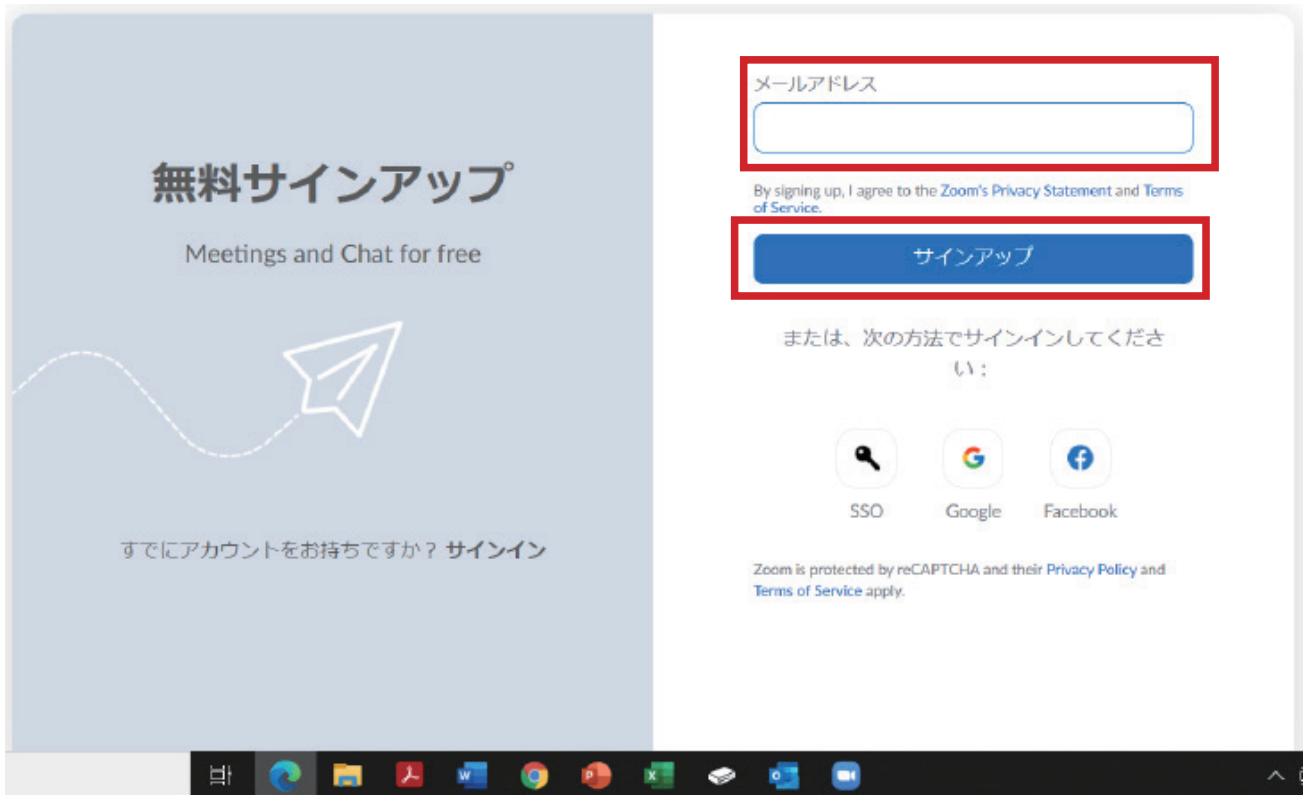 無料サインアップ
Meetings and Chat for free
すでにアカウントをお持ちですか？サインイン
メールアドレス
By signing up, I agree to the Zoom's Privacy Statement and Terms
of Service.
サインアップ
または、次の方法でサインインしてくださ
い：
SSO Google Facebook
Zoom is protected by reCAPTCHA and their Privacy Policy and
Terms of Service apply.